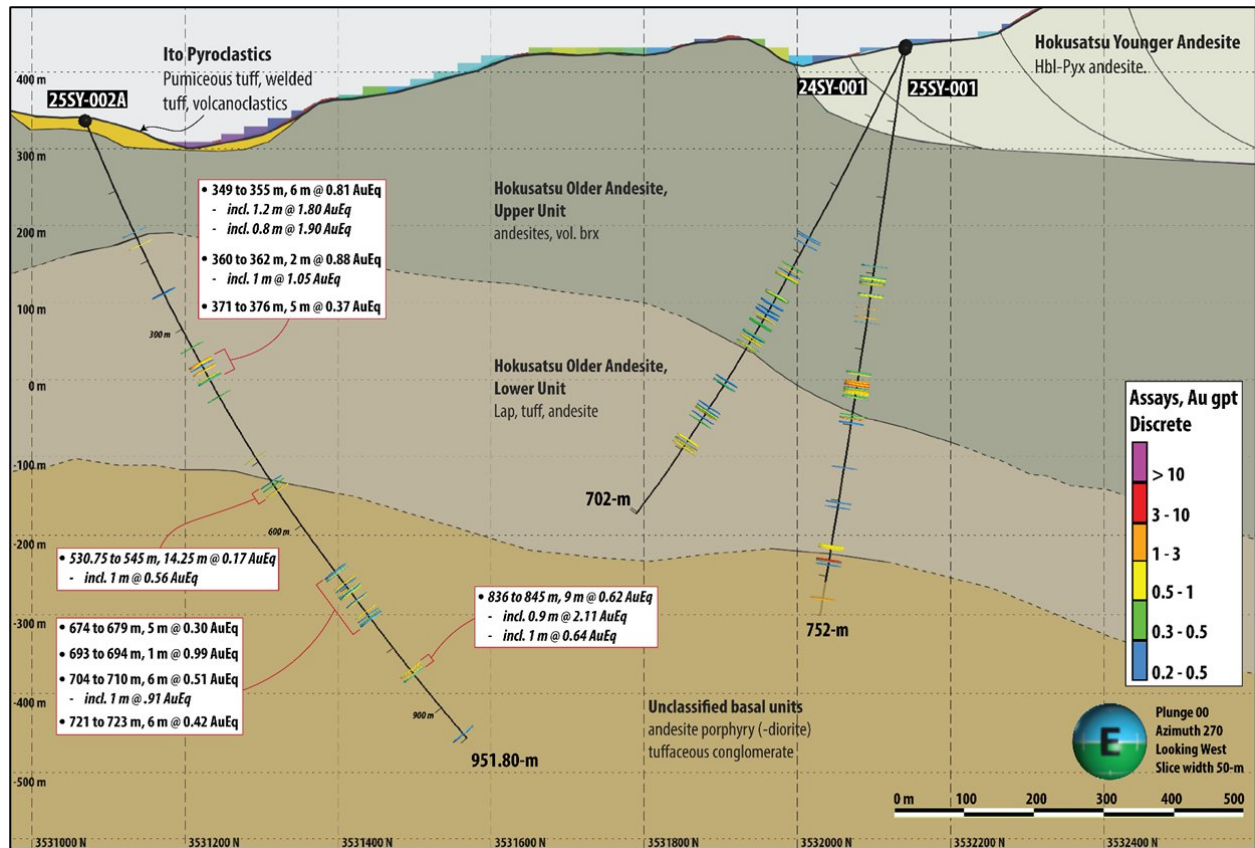 Ito Pyroclastics
Pumiceous tuff, welded
tuff, volcanoclastics
Hokusatsu Younger Andesite
Hbl-Pyx andesite.
25SY-002A
24SY-001
25SY-001
400 m
300 m
200 m
100 m
0 m
-100 m
-200 m
-300 m
-400 m
-500 m
• 349 to 355 m, 6 m @ 0.81 AuEq
- incl. 1.2 m @ 1.80 AuEq
- incl. 0.8 m @ 1.90 AuEq
• 360 to 362 m, 2 m @ 0.88 AuEq
- incl. 1 m @ 1.05 AuEq
• 371 to 376 m, 5 m @ 0.37 AuEq
Hokusatsu Older Andesite,
Upper Unit
andesites, vol. brx
300 m
Hokusatsu Older Andesite,
Lower Unit
Lap, tuff, andesite
Assays, Au gpt
Discrete
> 10
3 - 10
1 - 3
0.5 - 1
0.3 - 0.5
0.2 - 0.5
702-m
600 m
• 530.75 to 545 m, 14.25 m @ 0.17 AuEq
- incl. 1 m @ 0.56 AuEq
• 836 to 845 m, 9 m @ 0.62 AuEq
- incl. 0.9 m @ 2.11 AuEq
- incl. 1 m @ 0.64 AuEq
752-m
• 674 to 679 m, 5 m @ 0.30 AuEq
• 693 to 694 m, 1 m @ 0.99 AuEq
• 704 to 710 m, 6 m @ 0.51 AuEq
- incl. 1 m @ .91 AuEq
• 721 to 723 m, 6 m @ 0.42 AuEq
900 m
951.80-m
Unclassified basal units
andesite porphyry (-diorite)
tuffaceous conglomerate
E
Plunge 00
Azimuth 270
Looking West
Slice width 50-m
0 m 100 200 300 400 500
3531000 N 3531200 N 3531400 N 3531600 N 3531800 N 3532000 N 3532200 N 3532400 N